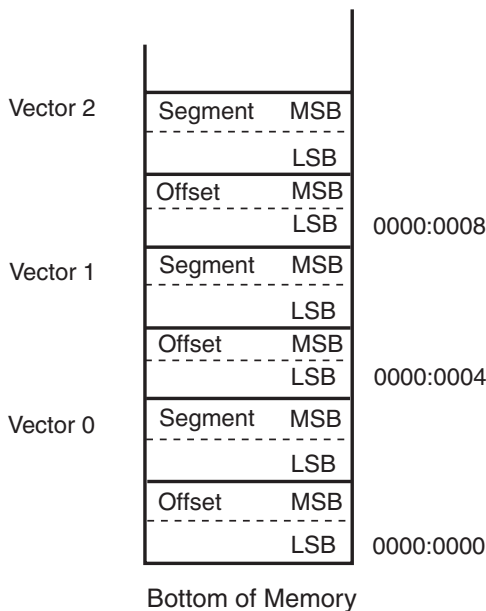 Vector 2 Segment MSB
LSB
Offset MSB
LSB 0000:0008
Vector 1 Segment MSB
LSB
Offset MSB
LSB 0000:0004
Vector 0 Segment MSB
LSB
Offset MSB
LSB 0000:0000
Bottom of Memory